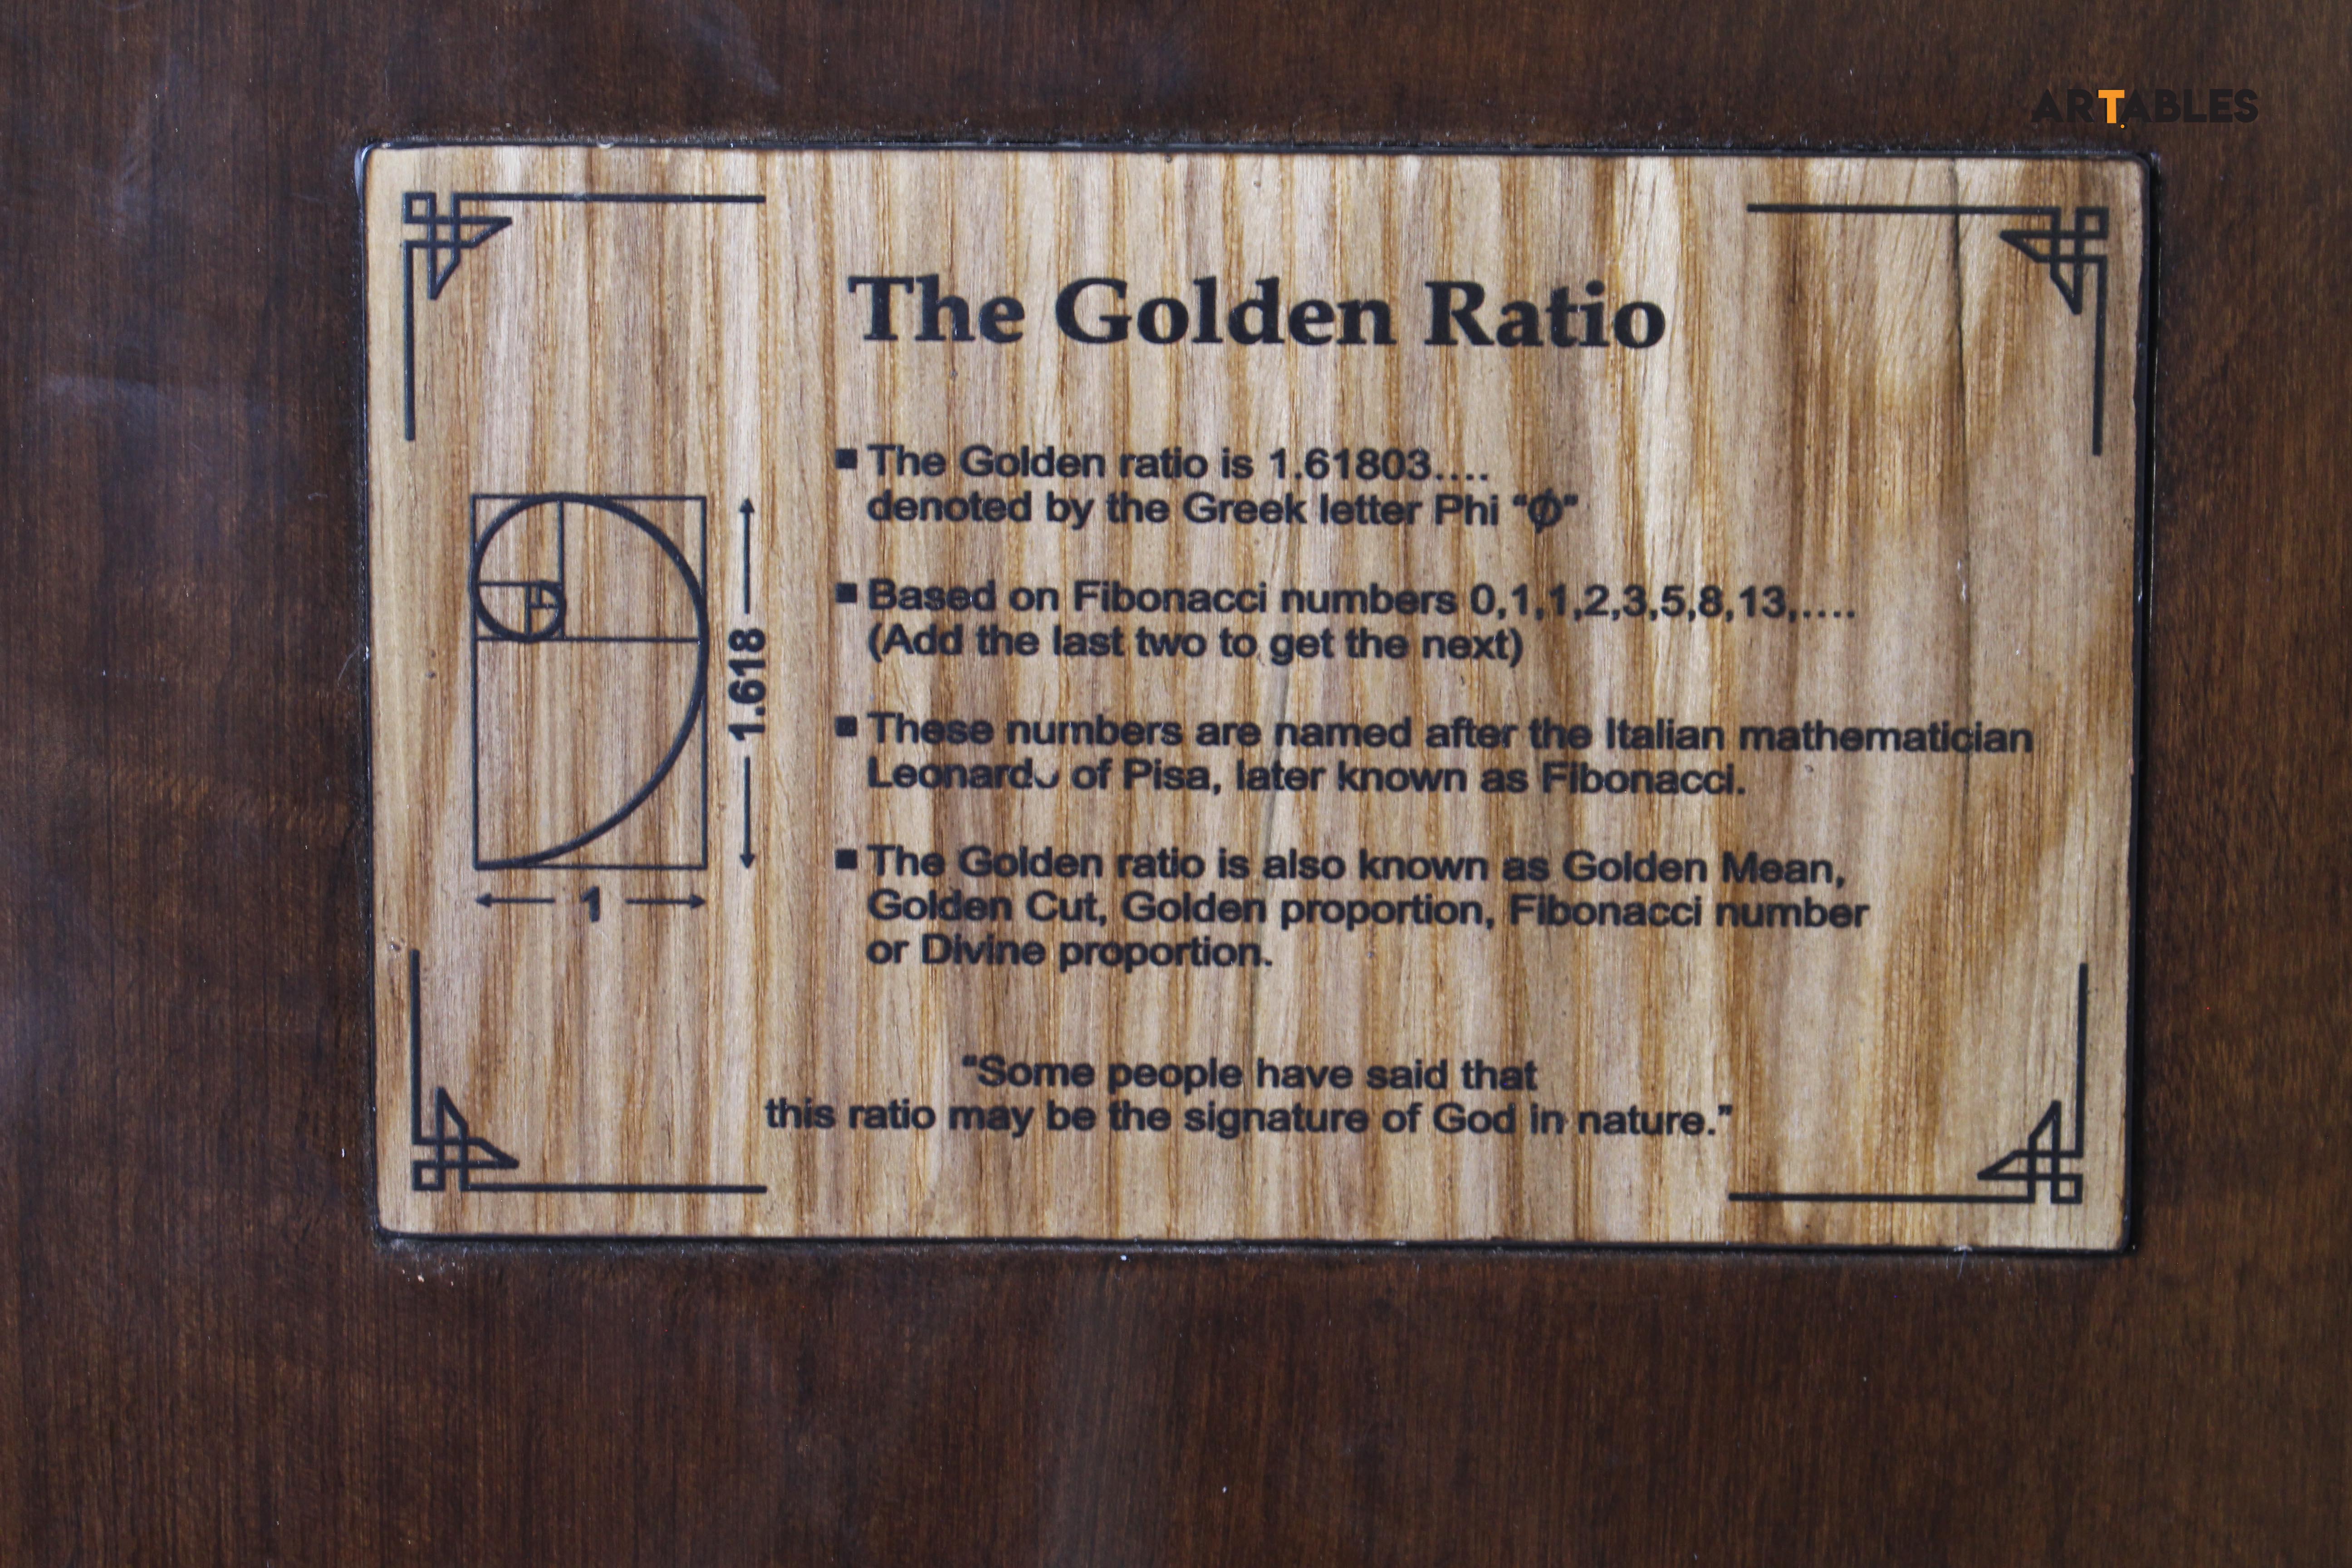 ARTABLES
The Golden Ratio
■ The Golden ratio is 1.61803....
denoted by the Greek letter Phi “Ø”
■ Based on Fibonacci numbers 0,1,1,2,3,5,8,13,....
(Add the last two to get the next)
■ These numbers are named after the Italian mathematician
Leonardo of Pisa, later known as Fibonacci.
■ The Golden ratio is also known as Golden Mean,
Golden Cut, Golden proportion, Fibonacci number
or Divine proportion.
1.618
1
“Some people have said that
this ratio may be the signature of God in nature.”